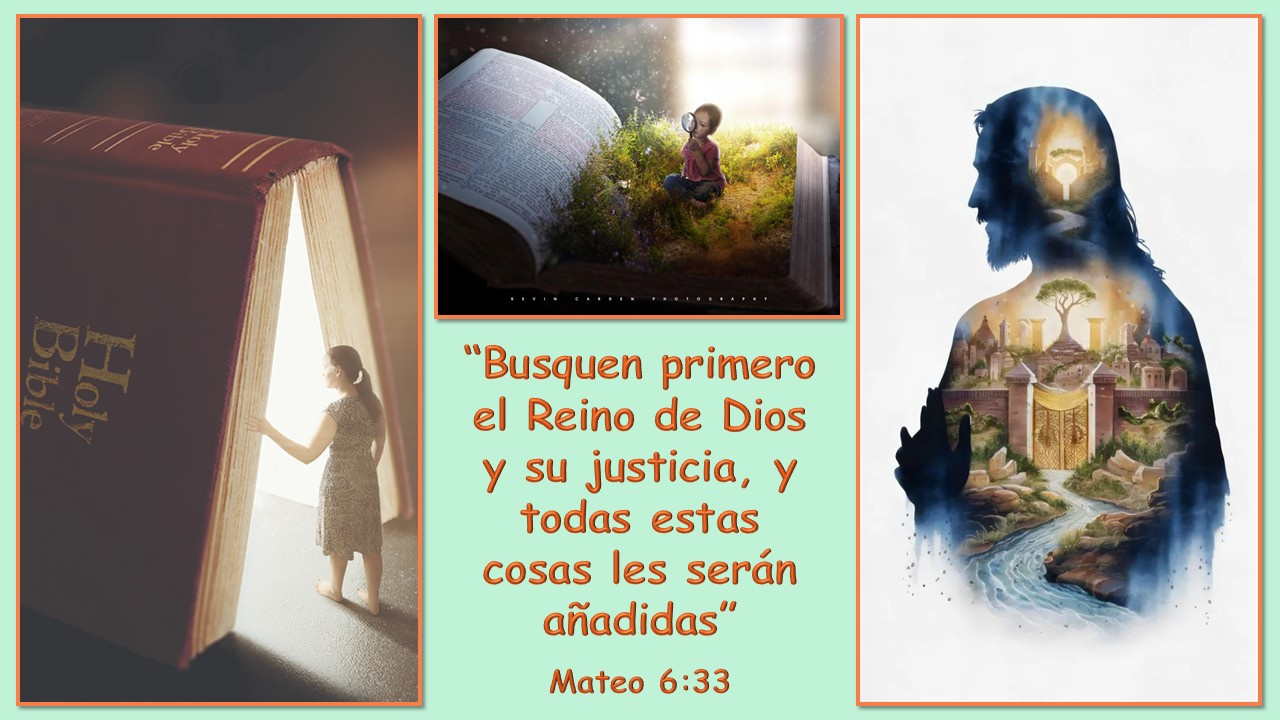 Holy
Bible
Holy
Bible
KEVIN CARDEN PHOTOGRAPHY
“Busquen primero
el Reino de Dios
y su justicia, y
todas estas
cosas les serán
añadidas”
Mateo 6:33